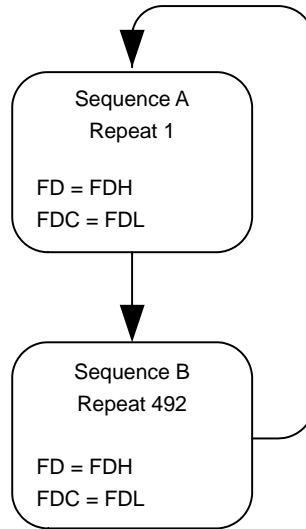 Sequence A
Repeat 1
FD = FDH
FDC = FDL
Sequence B
Repeat 492
FD = FDH
FDC = FDL